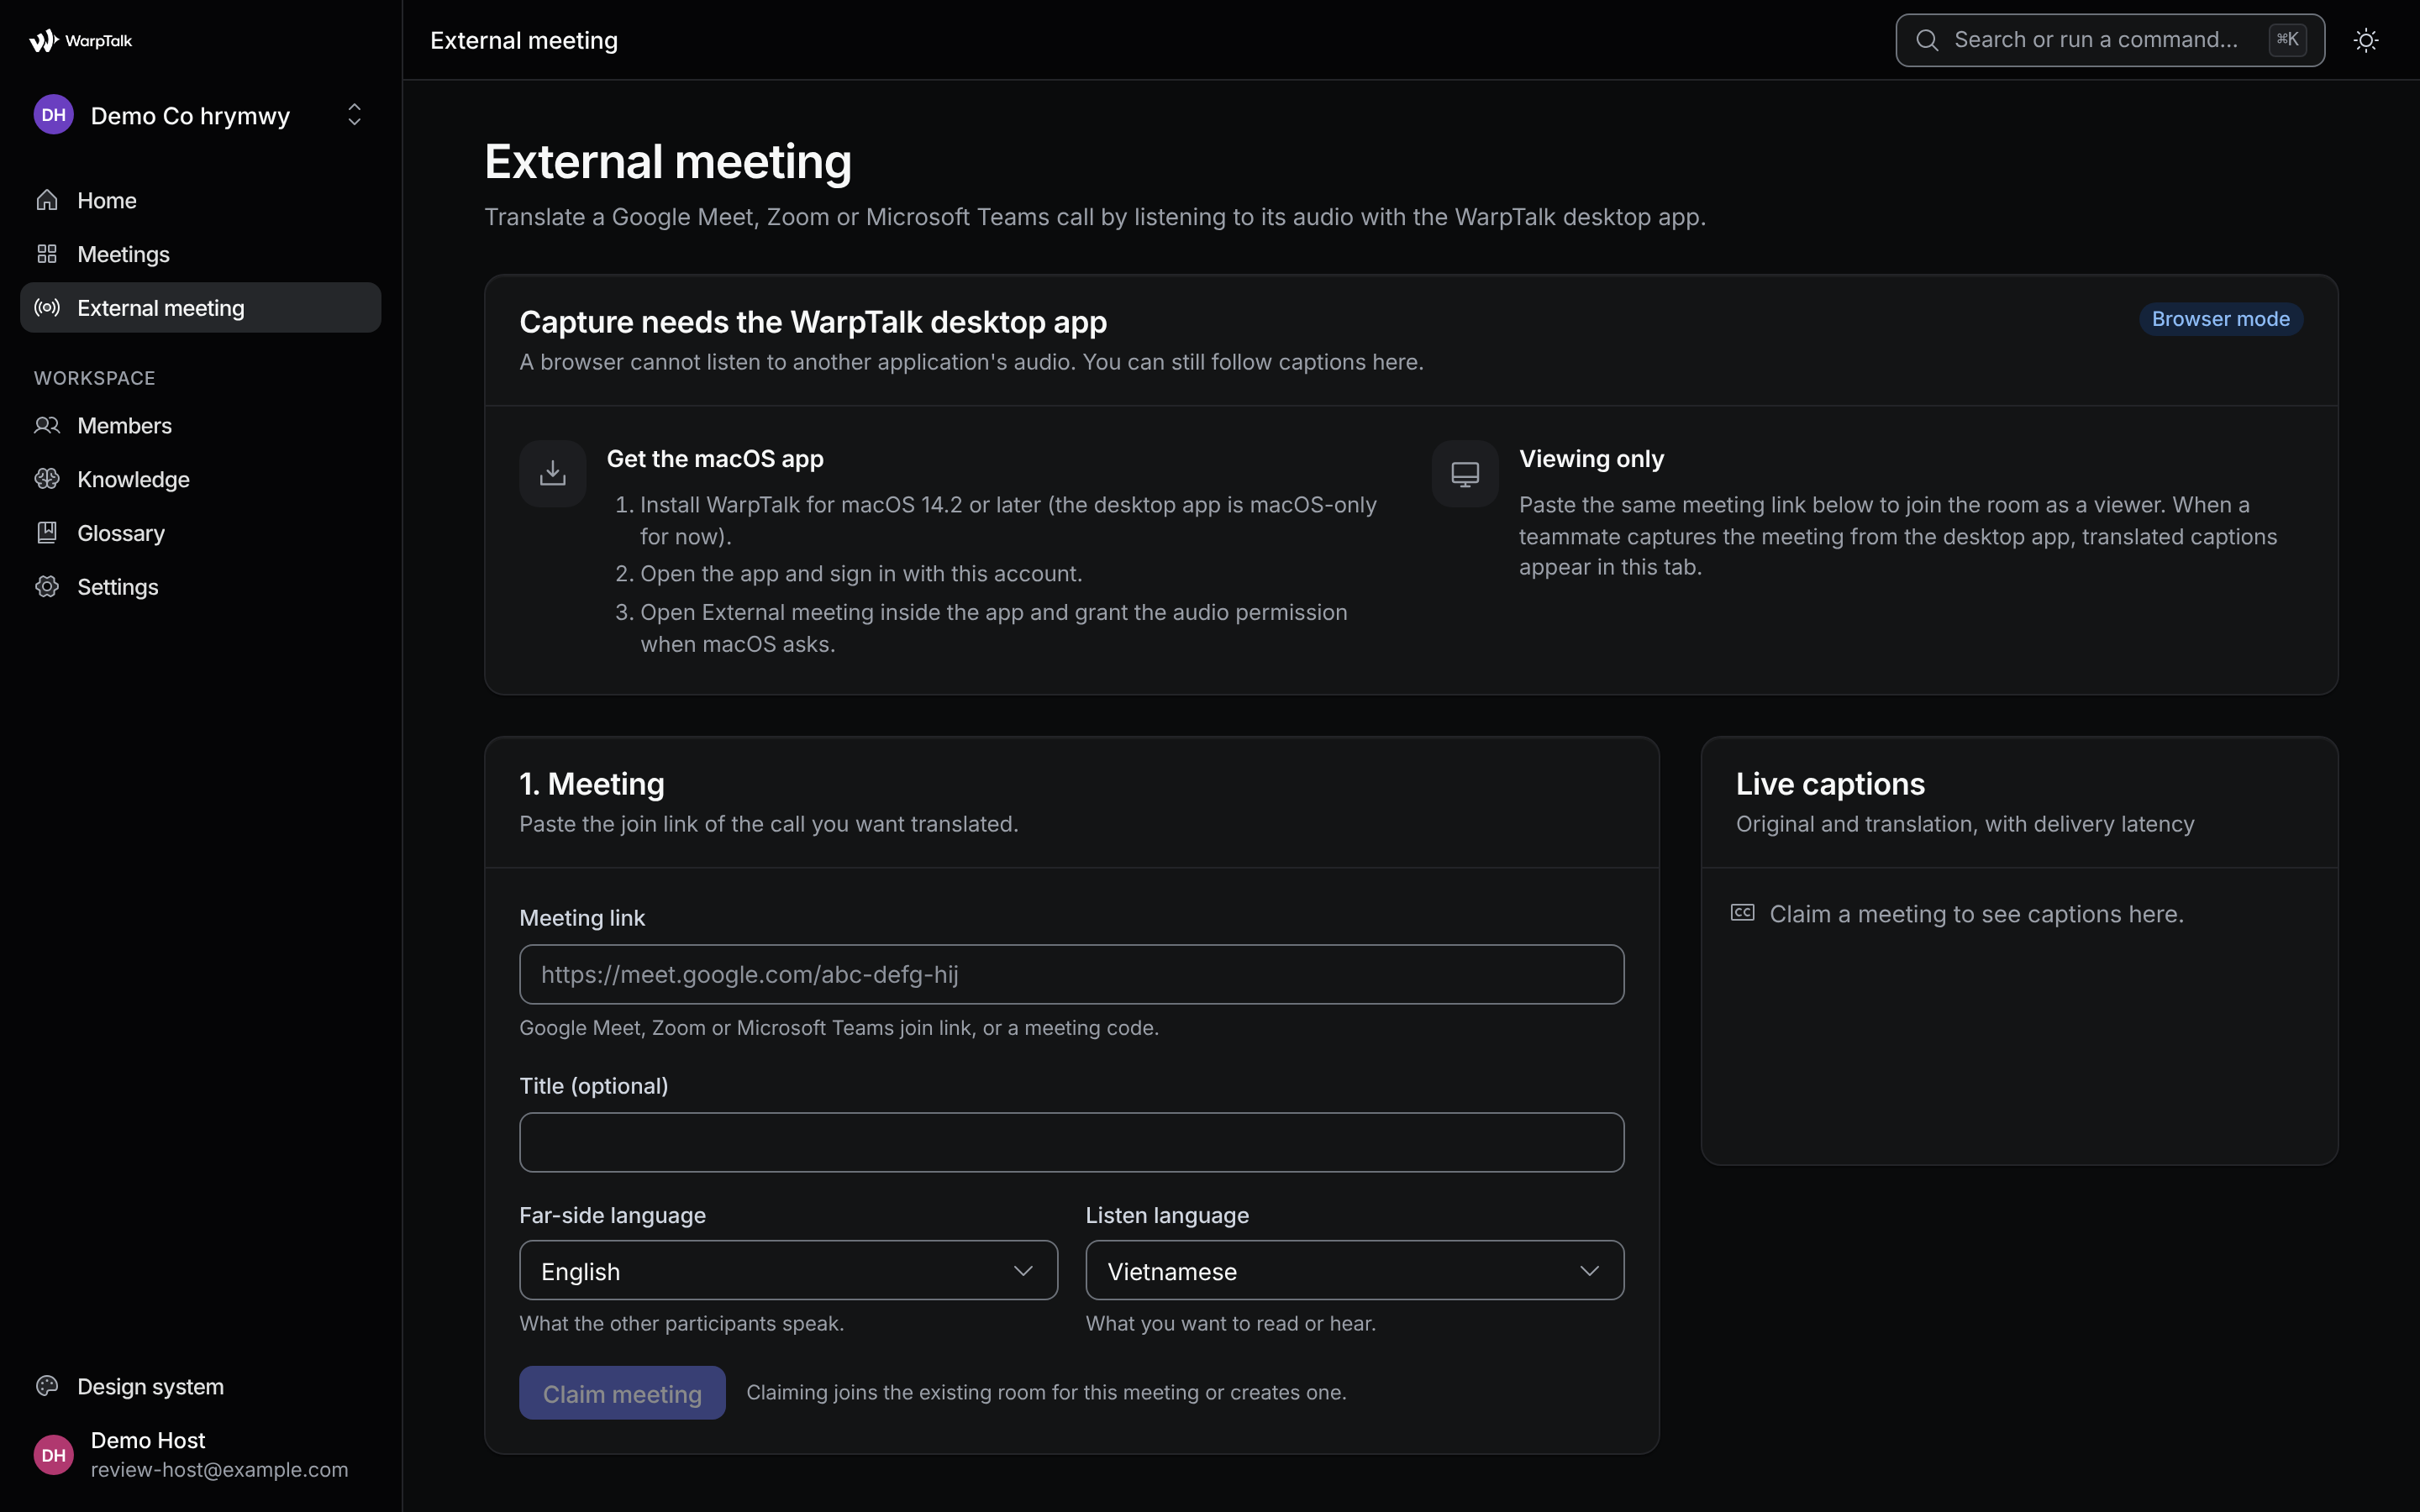 WarpTalk
DH
Demo Co hrymwy
Home
Meetings
External meeting
WORKSPACE
Members
Knowledge
Glossary
Settings
Design system
DH
Demo Host
review-host@example.com
External meeting
Search or run a command...
⌘K
External meeting
Translate a Google Meet, Zoom or Microsoft Teams call by listening to its audio with the WarpTalk desktop app.
Capture needs the WarpTalk desktop app
Browser mode
A browser cannot listen to another application's audio. You can still follow captions here.
Get the macOS app
1. Install WarpTalk for macOS 14.2 or later (the desktop app is macOS-only
for now).
2. Open the app and sign in with this account.
3. Open External meeting inside the app and grant the audio permission
when macOS asks.
Viewing only
Paste the same meeting link below to join the room as a viewer. When a
teammate captures the meeting from the desktop app, translated captions
appear in this tab.
1. Meeting
Paste the join link of the call you want translated.
Meeting link
https://meet.google.com/abc-defg-hij
Google Meet, Zoom or Microsoft Teams join link, or a meeting code.
Title (optional)
Far-side language
English
What the other participants speak.
Listen language
Vietnamese
What you want to read or hear.
Claim meeting
Claiming joins the existing room for this meeting or creates one.
Live captions
Original and translation, with delivery latency
CC
Claim a meeting to see captions here.